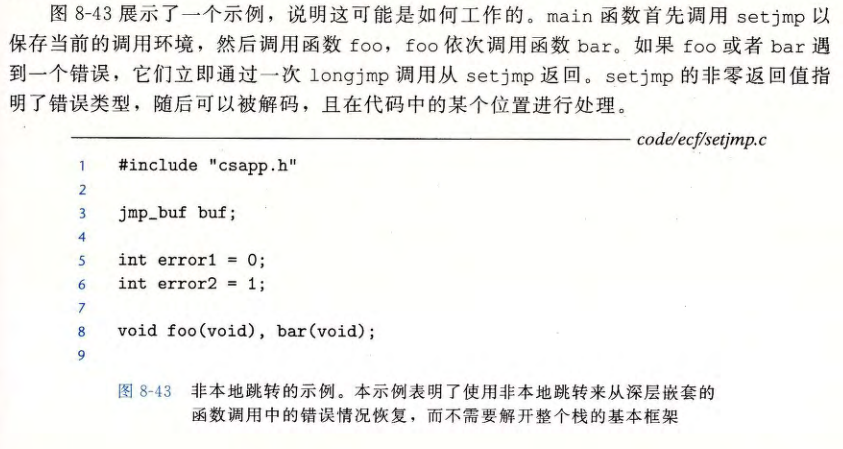 图 8-43 展示了一个示例，说明这可能是如何工作的。main 函数首先调用 setjmp 以
保存当前的调用环境，然后调用函数 foo，foo 依次调用函数 bar。如果 foo 或者 bar 遇
到一个错误，它们立即通过一次 longjmp 调用从 setjmp 返回。setjmp 的非零返回值指
明了错误类型，随后可以被解码，且在代码中的某个位置进行处理。
code/ecf/setjmp.c
1 #include "csapp.h"
2
3 jmp_buf buf;
4
5 int error1 = 0;
6 int error2 = 1;
7
8 void foo(void), bar(void);
9
图 8-43 非本地跳转的示例。本示例表明了使用非本地跳转来从深层嵌套的
函数调用中的错误情况恢复，而不需要解开整个栈的基本框架